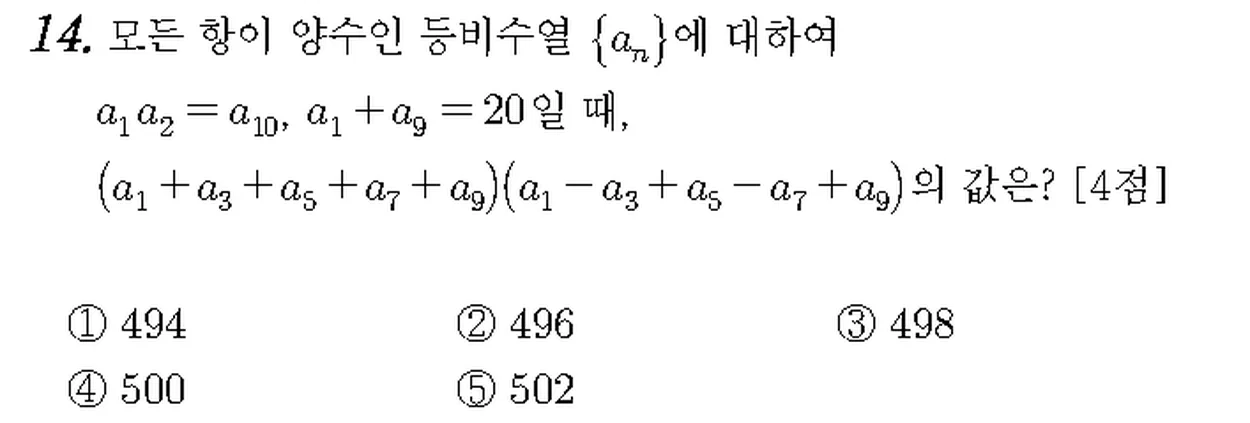 14. 모든 항이 양수인 등비수열 {aₙ}에 대하여
a₁a₂ = a₁₀, a₁ + a₉ = 20일 때,
(a₁ + a₃ + a₅ + a₇ + a₉)(a₁ − a₃ + a₅ − a₇ + a₉)의 값은? [4점]
① 494 ② 496 ③ 498
④ 500 ⑤ 502